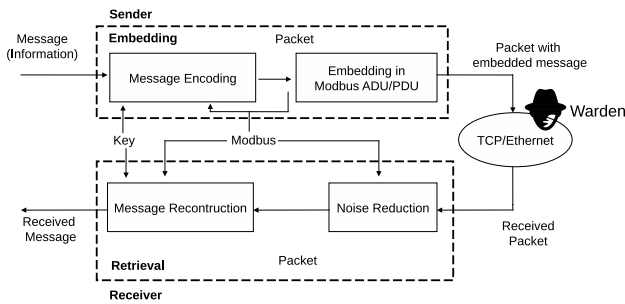 Sender
Message
(Information)
Embedding
Packet
Message Encoding
Embedding in
Modbus ADU/PDU
Packet with
embedded message
Warden
TCP/Ethernet
Key
Modbus
Message Recontruction
Noise Reduction
Received
Message
Received
Packet
Packet
Retrieval
Receiver